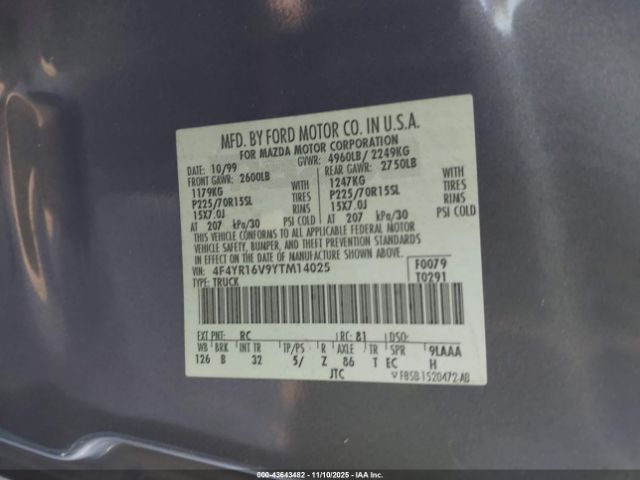 MFD. BY FORD MOTOR CO. IN U.S.A.
FOR MAZDA MOTOR CORPORATION
DATE: 10/99 GVWR: 4960LB/ 2249KG
FRONT GAWR: 2600LB REAR GAWR: 2750LB
1179KG 1247KG
P225/70R15SL TIRES P225/70R15SL TIRES
15X7.0J RIMS 15X7.0J RIMS
AT 207 kPa/30 PSI COLD AT 207 kPa/30 PSI COLD
THIS VEHICLE CONFORMS TO ALL APPLICABLE FEDERAL MOTOR
VEHICLE SAFETY, BUMPER, AND THEFT PREVENTION STANDARDS
IN EFFECT ON THE DATE OF MANUFACTURE SHOWN ABOVE.
VIN: 4F4YR16V9YTM14025 F0079
TYPE: TRUCK T0291
EXT PNT: RC RC: 81 DSO:
WB BRK INT TR TP/PS R AXLE TR SPR 9LAAA
126 B 32 5/ Z 86 T EC H
JTC F85B-1520472-AB
© 0000 - 43643482 - 11/10/2025 - IAA, Inc.